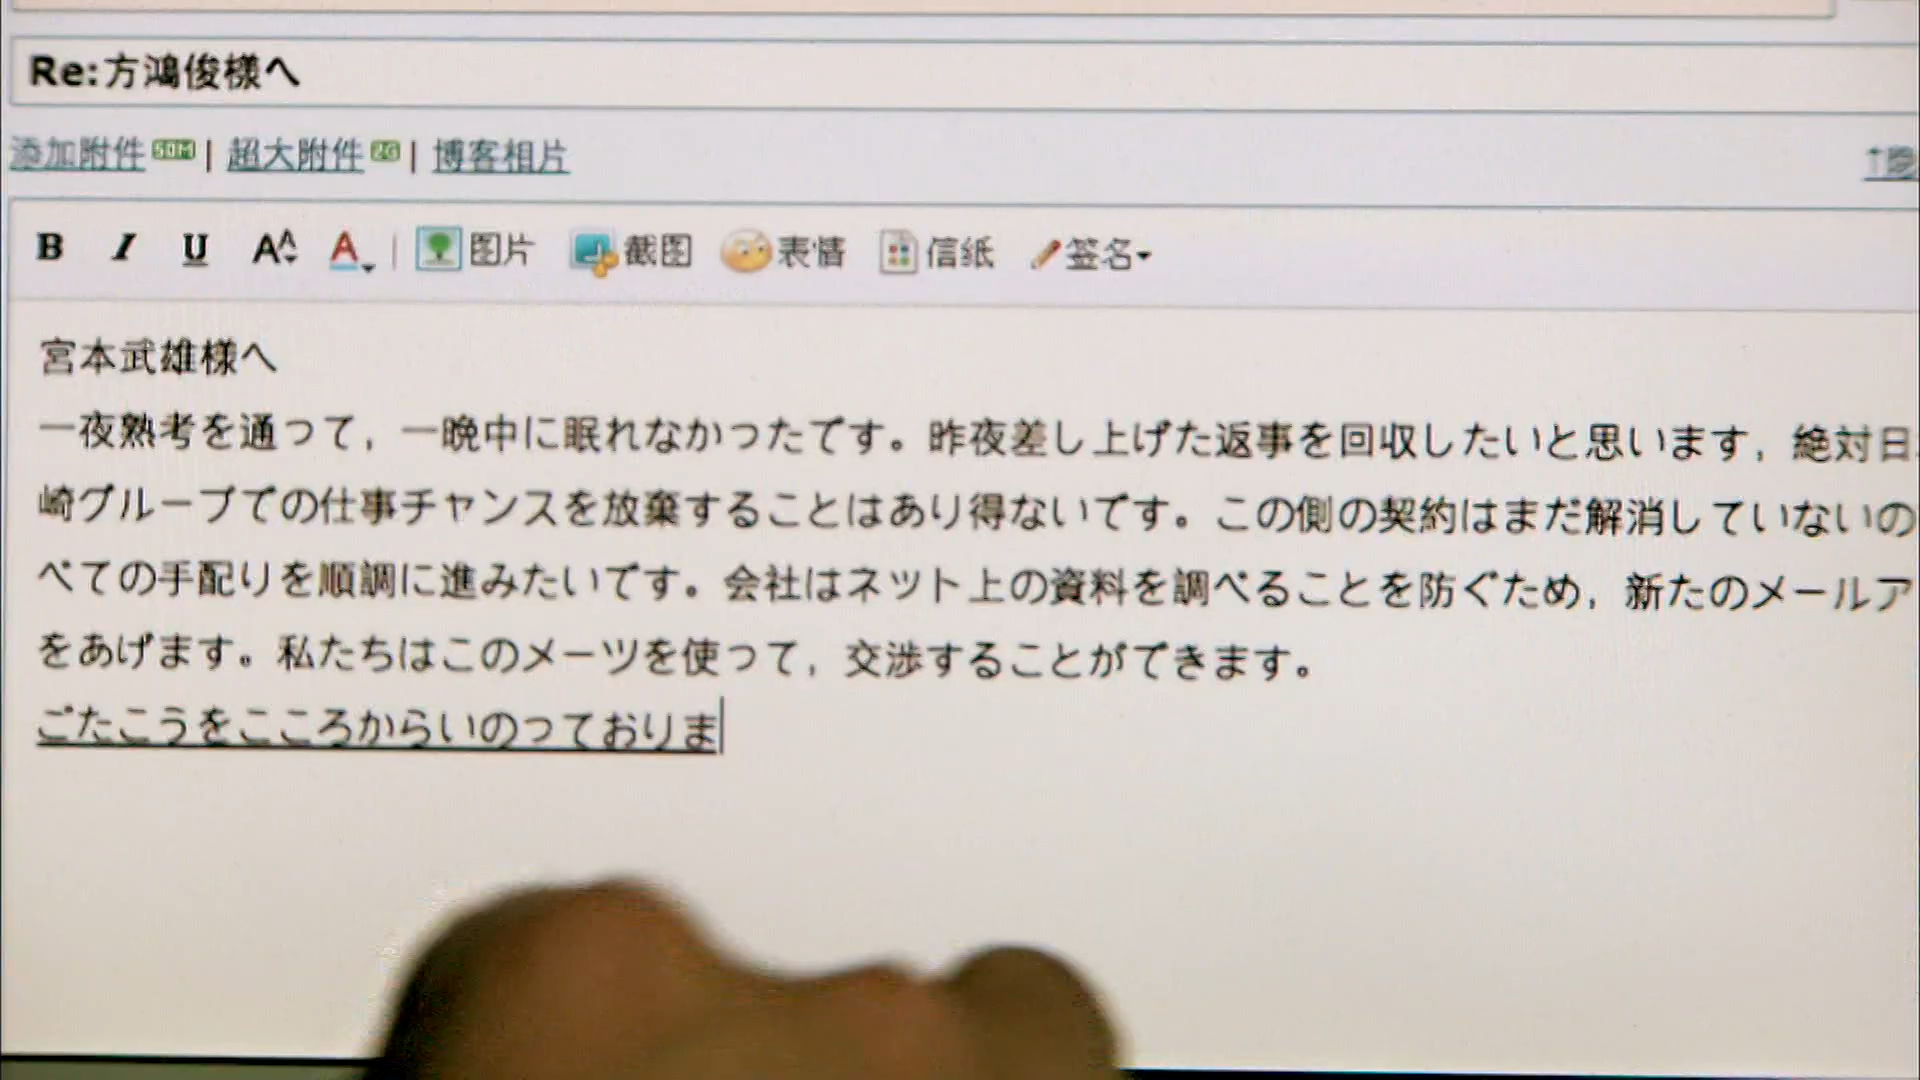 Re:方鴻俊様へ
添加附件 50M | 超大附件 2G | 博客相片
B I U A A 图片 截图 表情 信纸 签名
宮本武雄様へ
一夜熟考を通って，一晩中に眠れなかったです。昨夜差し上げた返事を回収したいと思います，絶対日
崎グループでの仕事チャンスを放棄することはあり得ないです。この側の契約はまだ解消していないの
べての手配りを順調に進みたいです。会社はネット上の資料を調べることを防ぐため，新たのメールア
をあげます。私たちはこのメーツを使って，交渉することができます。
ごたこうをこころからいのっておりま